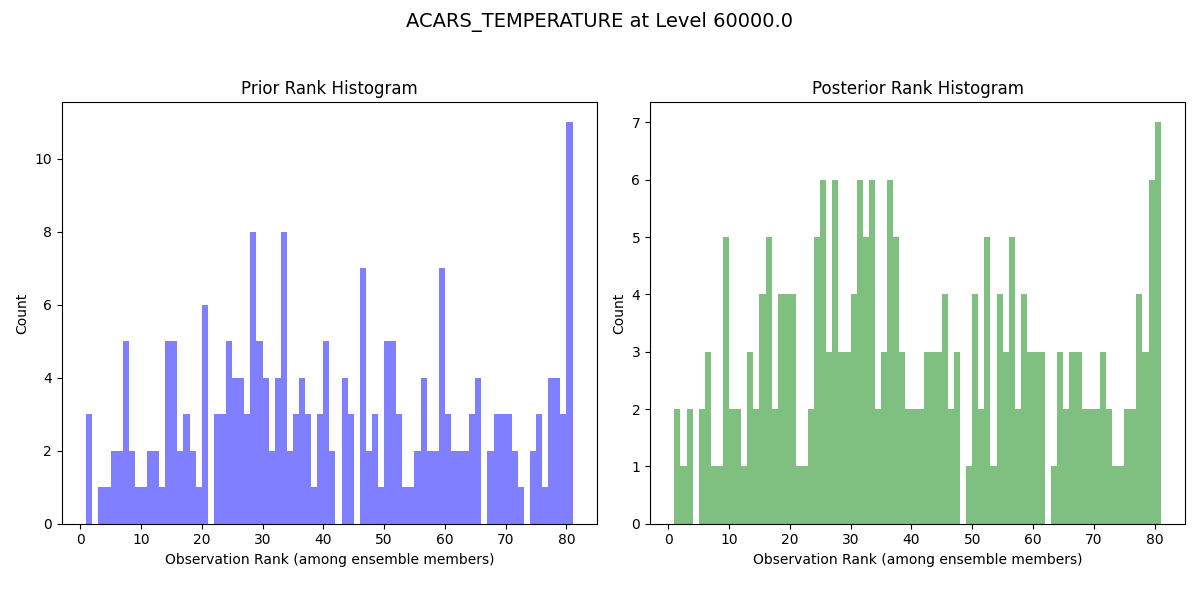 ACARS_TEMPERATURE at Level 60000.0
Prior Rank Histogram
Count
10
8
6
4
2
0
0 10 20 30 40 50 60 70 80
Observation Rank (among ensemble members)
Posterior Rank Histogram
Count
7
6
5
4
3
2
1
0
0 10 20 30 40 50 60 70 80
Observation Rank (among ensemble members)